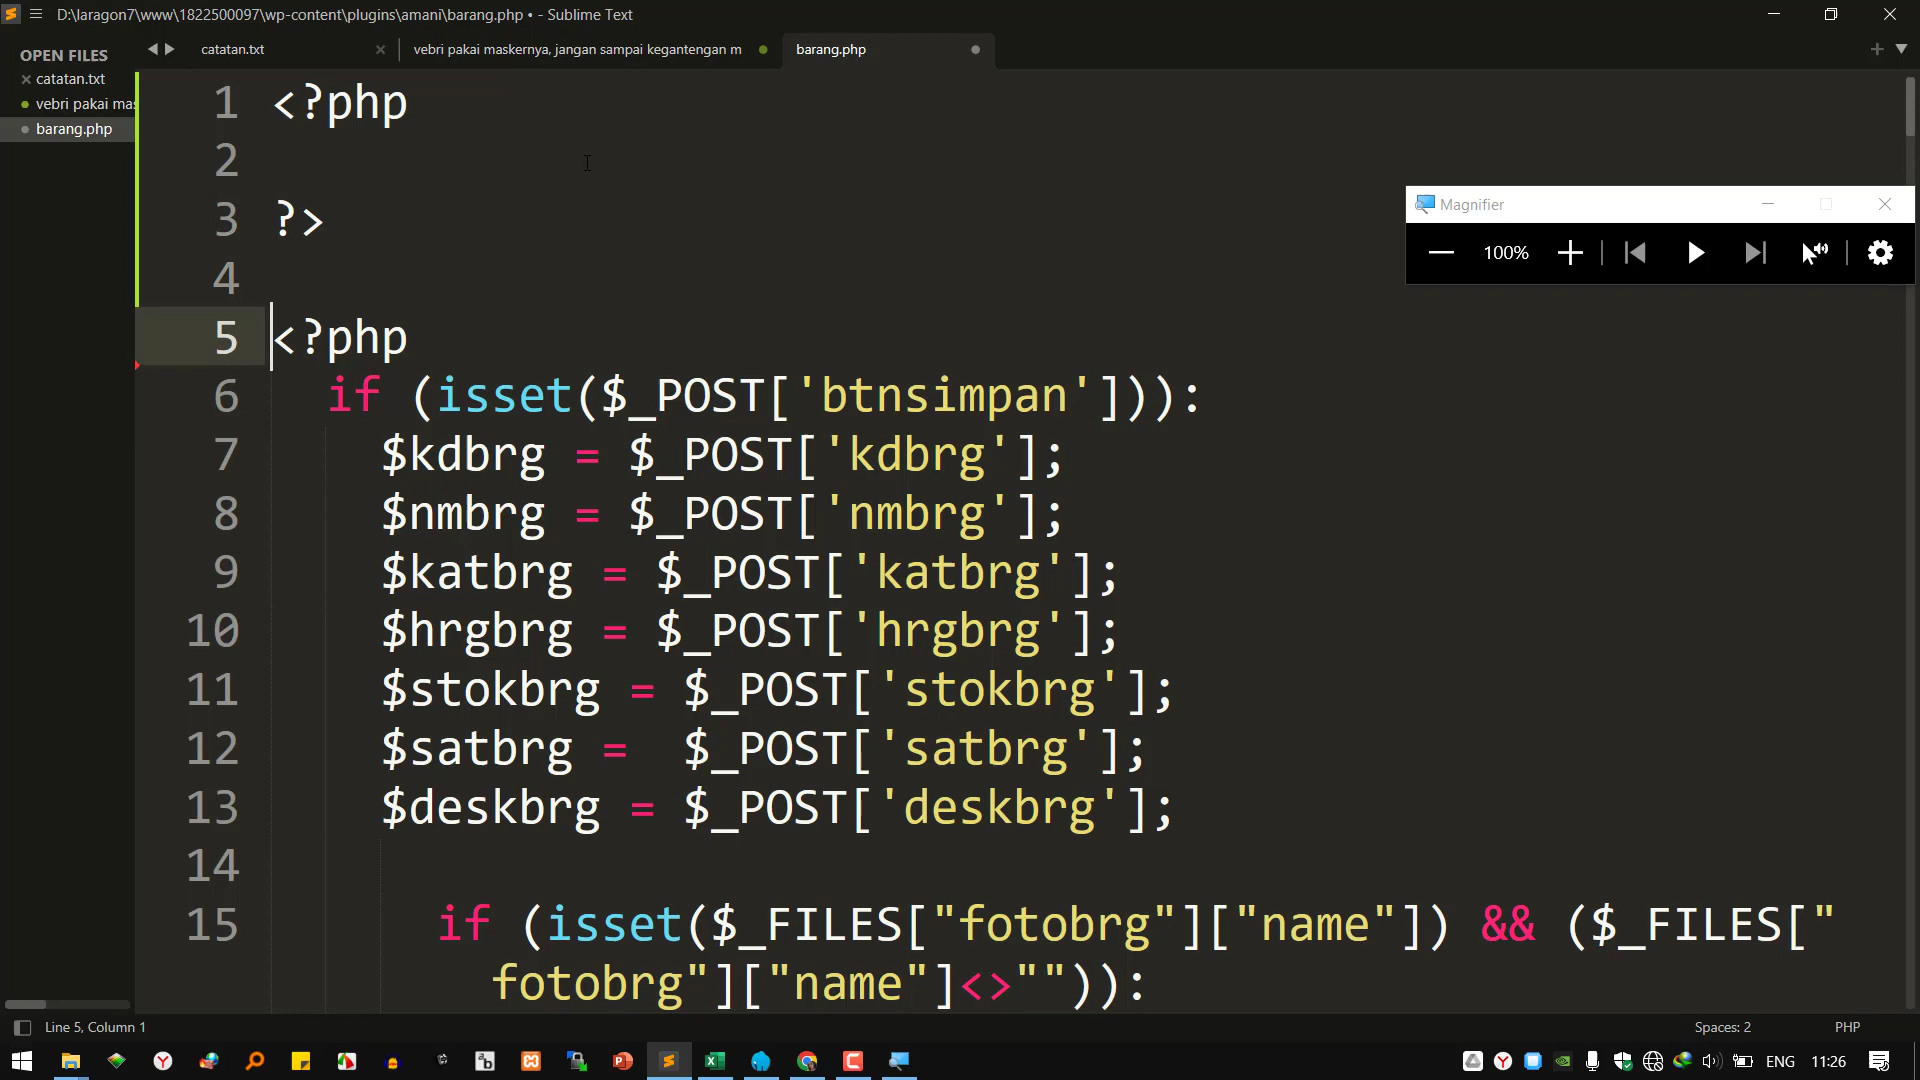 D:\laragon7\www\1822500097\wp-content\plugins\amani\barang.php • - Sublime Text
OPEN FILES
catatan.txt
vebri pakai mas
barang.php
catatan.txt
vebri pakai maskernya, jangan sampai kegantengan m
barang.php
1 <?php
2
3 ?>
4
5 <?php
6 if (isset($_POST['btnsimpan'])):
7 $kdbrg = $_POST['kdbrg'];
8 $nmbrg = $_POST['nmbrg'];
9 $katbrg = $_POST['katbrg'];
10 $hrgbrg = $_POST['hrgbrg'];
11 $stokbrg = $_POST['stokbrg'];
12 $satbrg =  $_POST['satbrg'];
13 $deskbrg = $_POST['deskbrg'];
14
15 if (isset($_FILES["fotobrg"]["name"]) && ($_FILES["
fotobrg"]["name"]<>"")):
Magnifier
100%
Line 5, Column 1
Spaces: 2
PHP
ENG
11:26